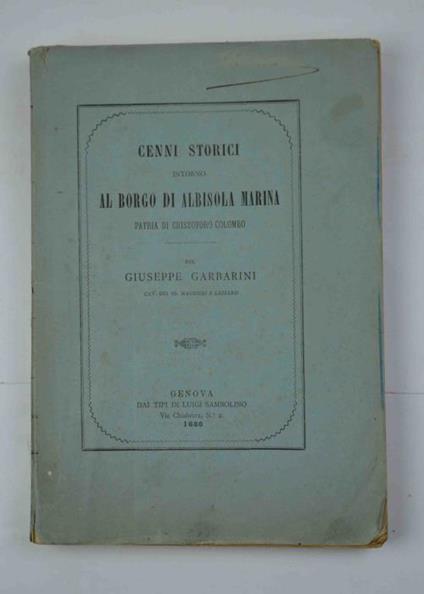 CENNI STORICI
INTORNO
AL BORGO DI ALBISOLA MARINA
PATRIA DI CRISTOFORO COLOMBO
PER
GIUSEPPE GARBARINI
CAV. DEI SS. MAURIZIO E LAZZARO
GENOVA
DAI TIPI DI LUIGI SAMBOLINO
Via Chiabrera, N.º 2.
1886